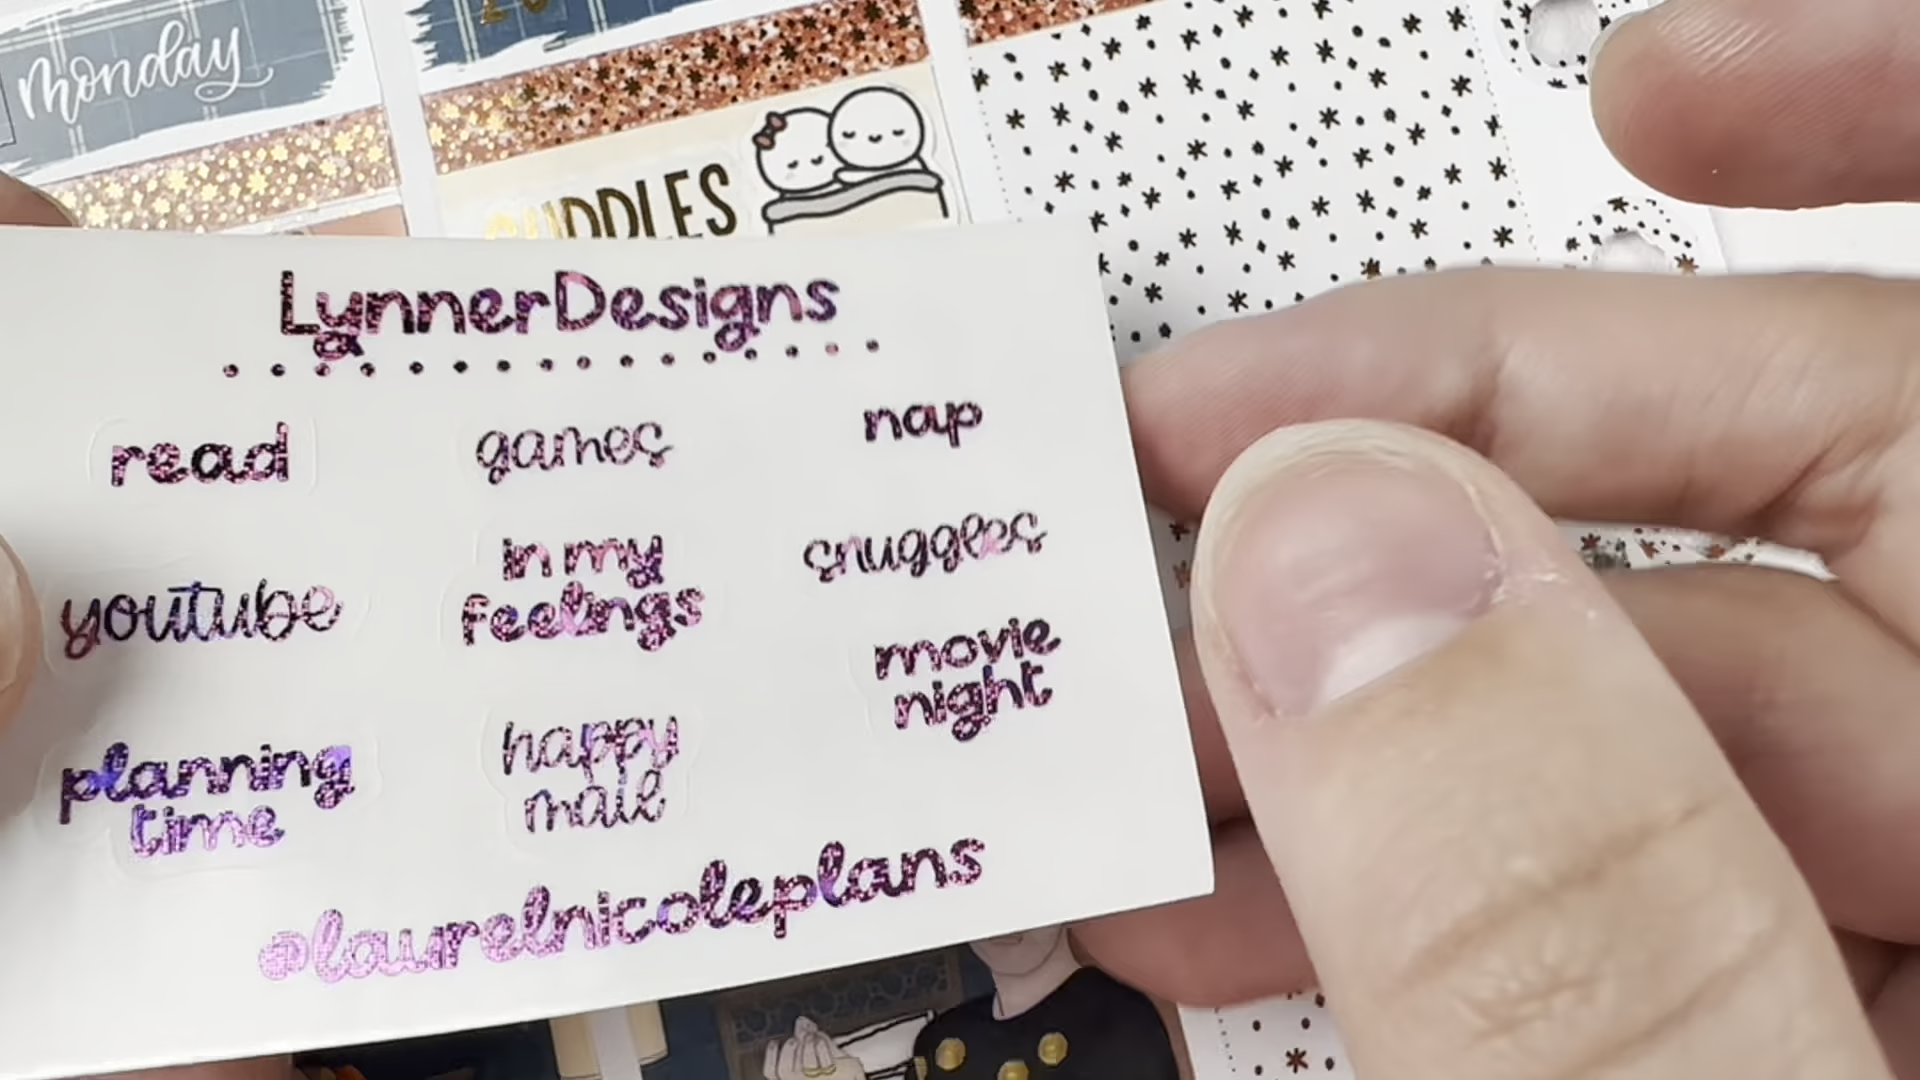 monday
CUDDLES
LynnerDesigns
read games nap
youtube in my feelings snuggles
planning time happy mail movie night
@laurelnicoleplans